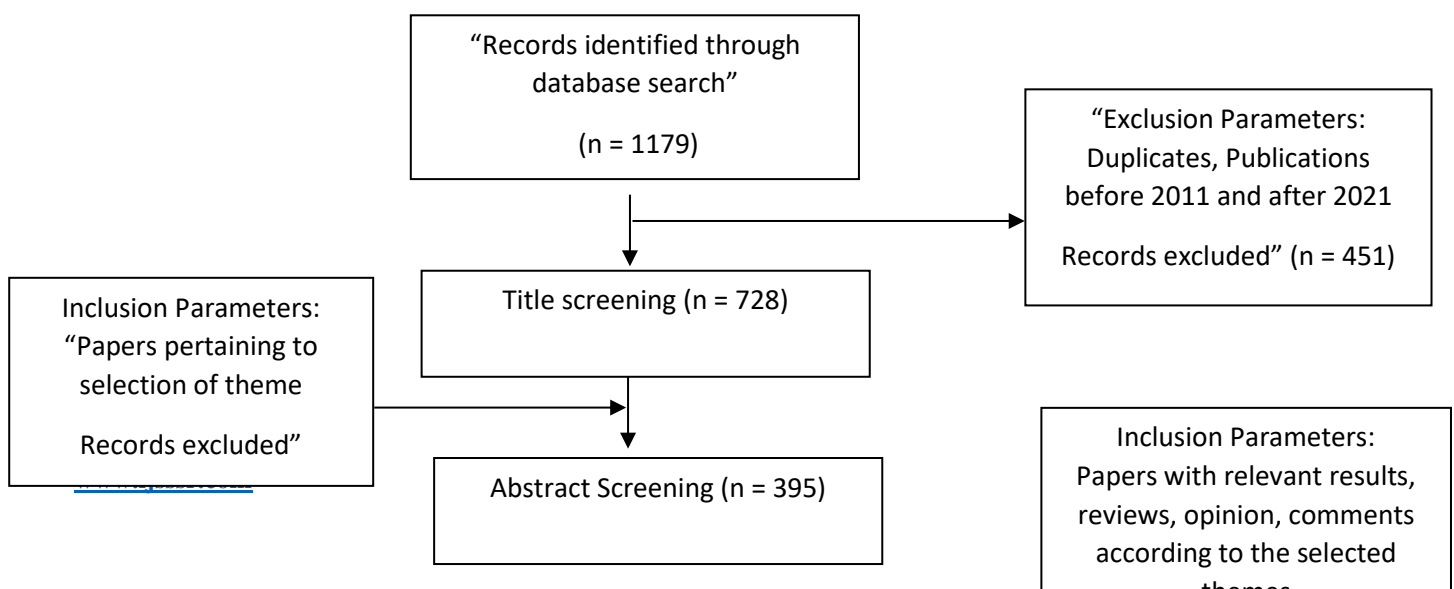 “Records identified through
database search”
(n = 1179)
“Exclusion Parameters:
Duplicates, Publications
before 2011 and after 2021
Records excluded” (n = 451)
Title screening (n = 728)
Inclusion Parameters:
“Papers pertaining to
selection of theme
Records excluded”
Abstract Screening (n = 395)
Inclusion Parameters:
Papers with relevant results,
reviews, opinion, comments
according to the selected